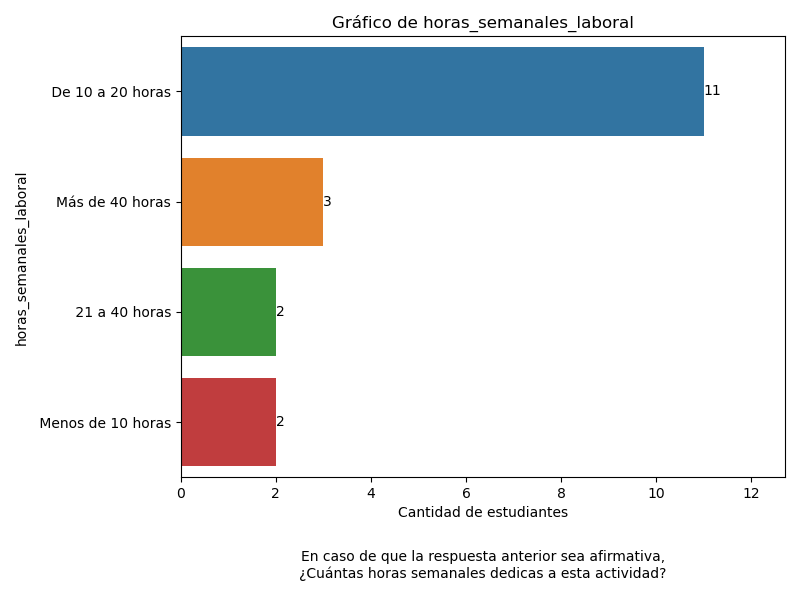 Gráfico de horas_semanales_laboral
horas_semanales_laboral
De 10 a 20 horas
11
Más de 40 horas
3
21 a 40 horas
2
Menos de 10 horas
2
0 2 4 6 8 10 12
Cantidad de estudiantes
En caso de que la respuesta anterior sea afirmativa,
¿Cuántas horas semanales dedicas a esta actividad?